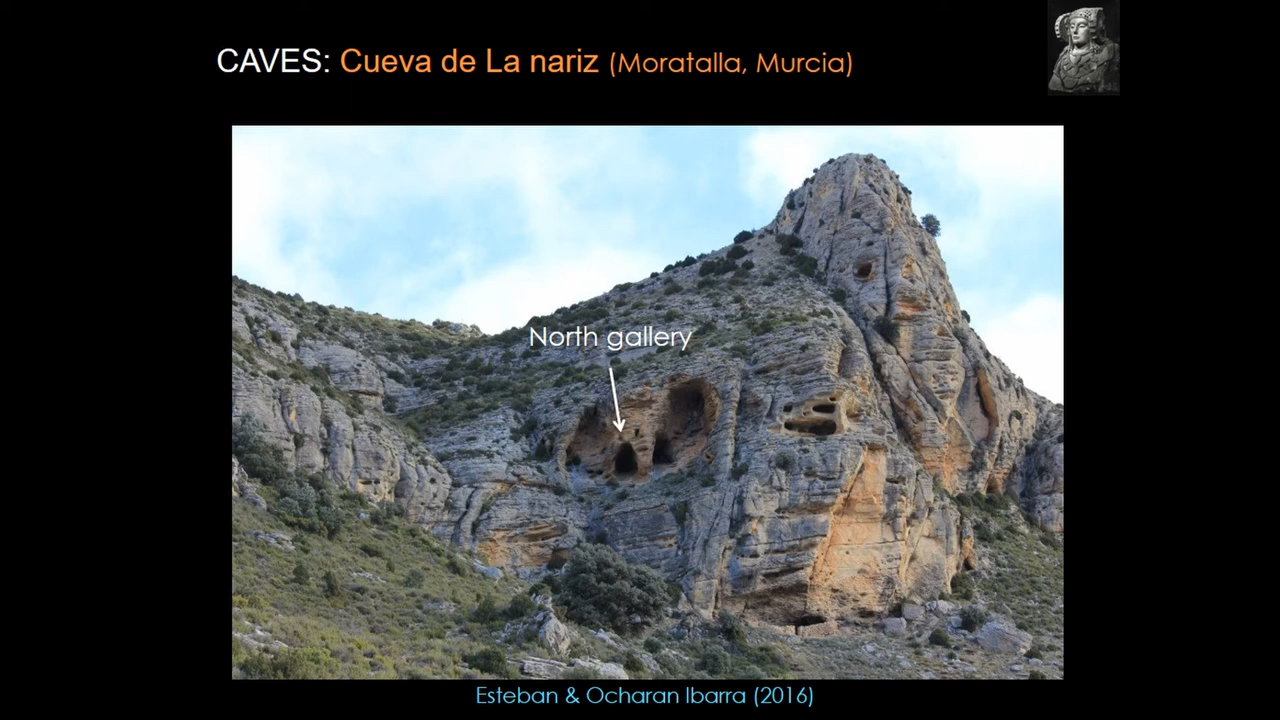 CAVES: Cueva de La nariz (Moratalla, Murcia)
North gallery
Esteban & Ocharan Ibarra (2016)